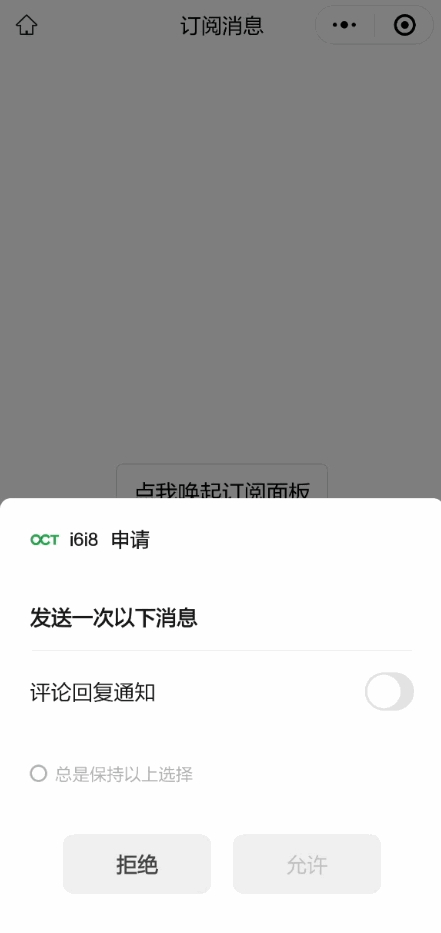 订阅消息
点我唤起订阅面板
OCT i6i8 申请
发送一次以下消息
评论回复通知
总是保持以上选择
拒绝 允许